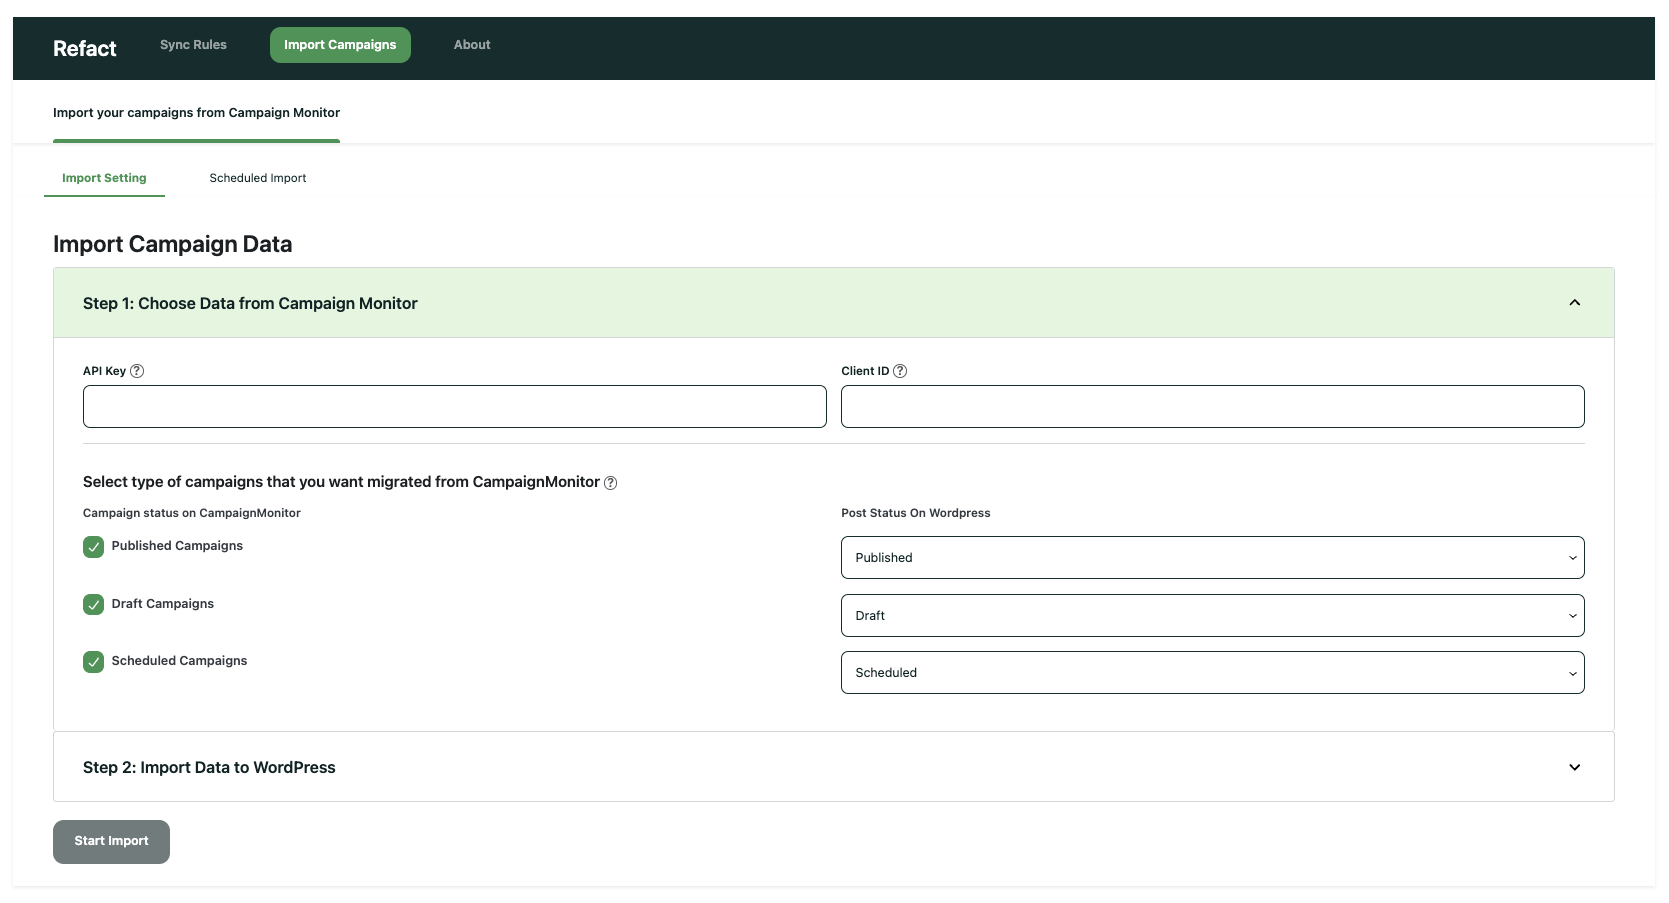 Refact
Sync Rules
Import Campaigns
About
Import your campaigns from Campaign Monitor
Import Setting
Scheduled Import
Import Campaign Data
Step 1: Choose Data from Campaign Monitor
API Key ?
Client ID ?
Select type of campaigns that you want migrated from CampaignMonitor ?
Campaign status on CampaignMonitor
Post Status On Wordpress
Published Campaigns
Published
Draft Campaigns
Draft
Scheduled Campaigns
Scheduled
Step 2: Import Data to WordPress
Start Import